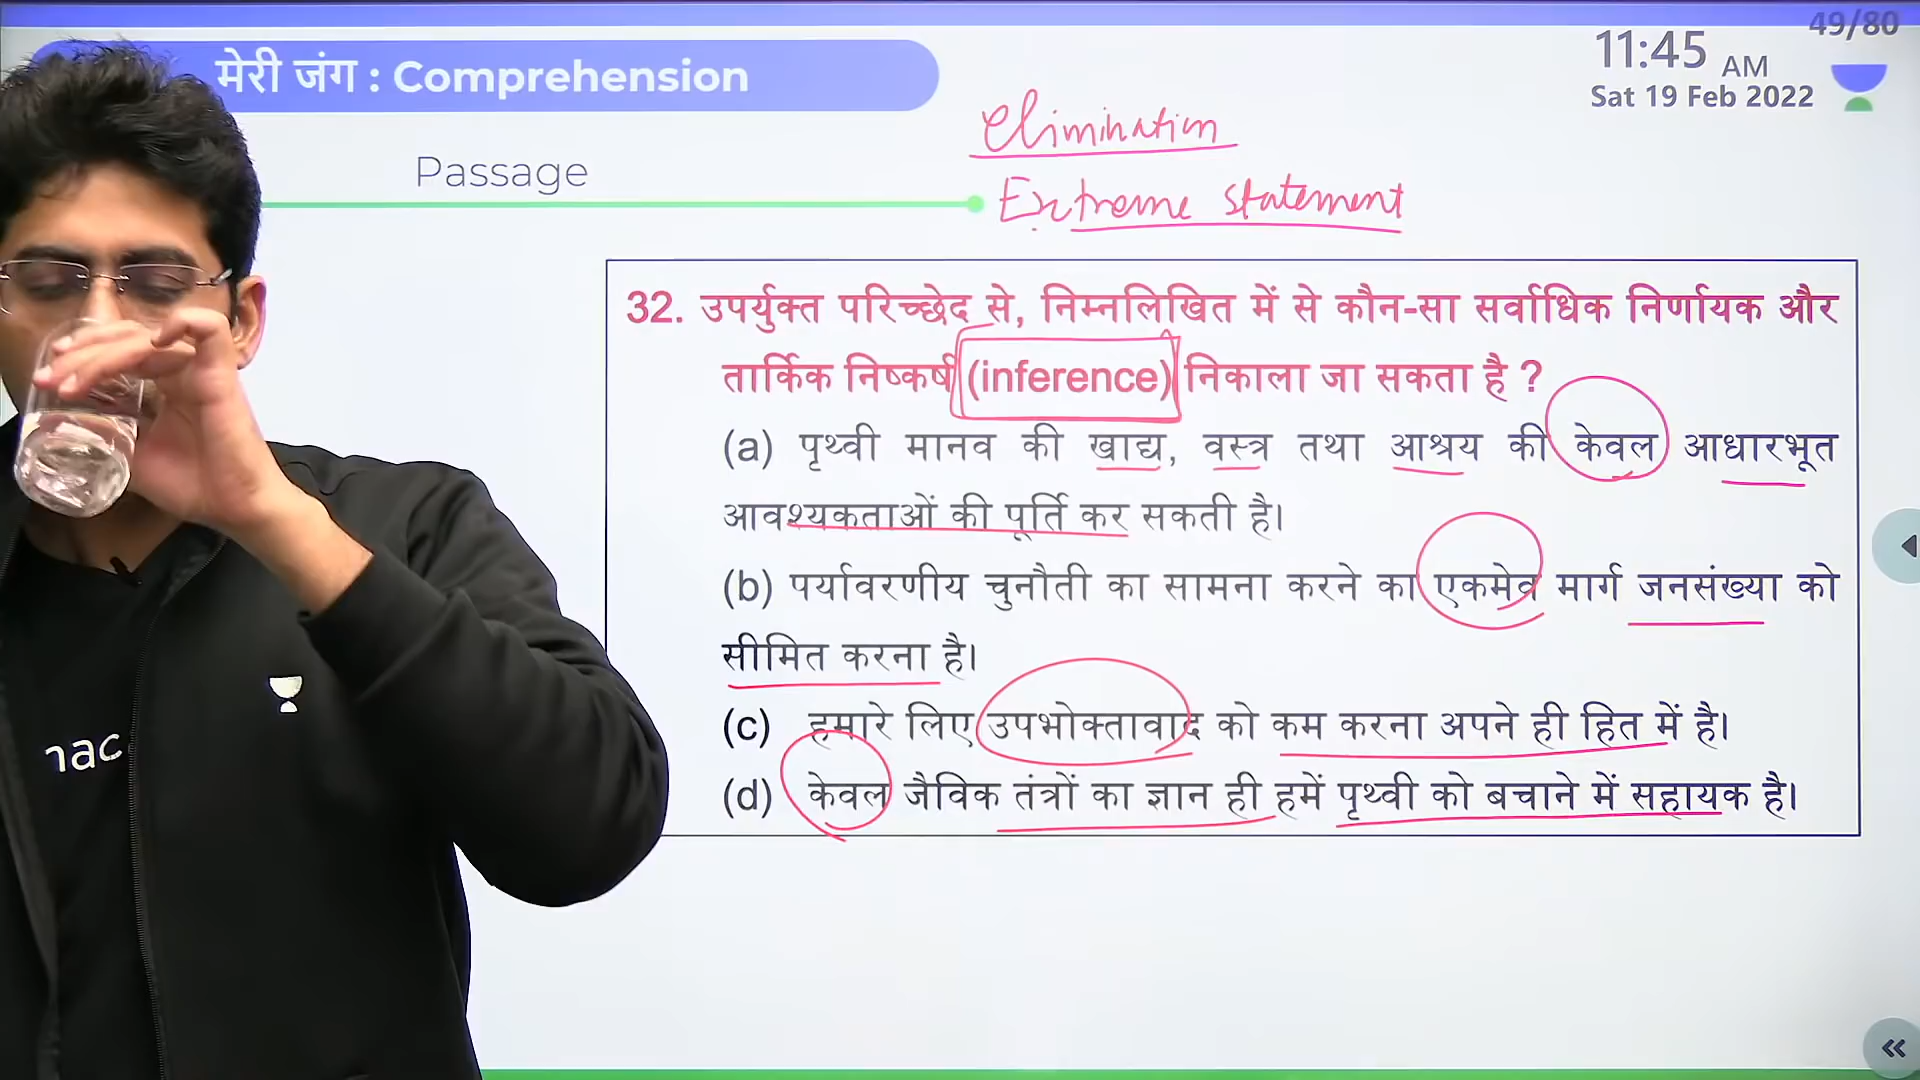 49/80
मेरी जंग : Comprehension
11:45 AM
Sat 19 Feb 2022
Elimination
Passage
Extreme statement
32. उपर्युक्त परिच्छेद से, निम्नलिखित में से कौन-सा सर्वाधिक निर्णायक और
तार्किक निष्कर्ष (inference) निकाला जा सकता है ?
(a) पृथ्वी मानव की खाद्य, वस्त्र तथा आश्रय की केवल आधारभूत
आवश्यकताओं की पूर्ति कर सकती है।
(b) पर्यावरणीय चुनौती का सामना करने का एकमेव मार्ग जनसंख्या को
सीमित करना है।
(c) हमारे लिए उपभोक्तावाद को कम करना अपने ही हित में है।
(d) केवल जैविक तंत्रों का ज्ञान ही हमें पृथ्वी को बचाने में सहायक है।